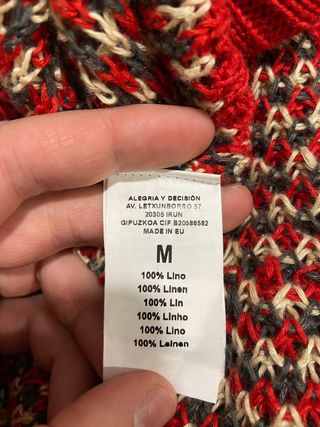 ALEGRIA Y DECISIÓN
AV. LETXUNBORRO 57
20305 IRUN
GIPUZKOA CIF B20586582
MADE IN EU
M
100% Lino
100% Linen
100% Lin
100% Linho
100% Lino
100% Leinen